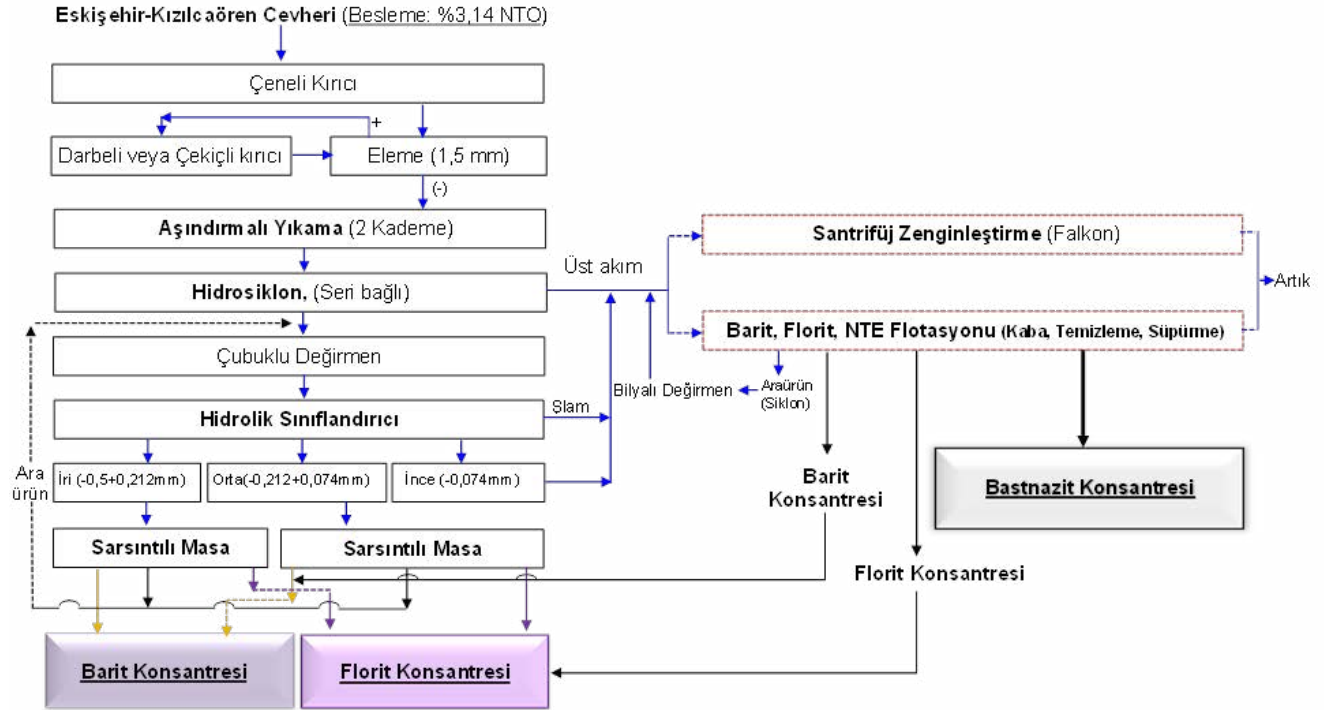 Eskişehir-Kızılcaören Cevheri (Besleme: %3,14 NTO)
Çeneli Kırıcı
+
Darbeli veya Çekiçli kırıcı
Eleme (1,5 mm)
(-)
Aşındırmalı Yıkama (2 Kademe)
Santrifüj Zenginleştirme (Falkon)
Üst akım
Artık
Hidrosiklon, (Seri bağlı)
Barit, Florit, NTE Flotasyonu (Kaba, Temizleme, Süpürme)
Çubuklu Değirmen
Bilyalı Değirmen
Araürün
(Siklon)
Şlam
Hidrolik Sınıflandırıcı
Ara
ürün
İri (-0,5+0,212mm)
Orta(-0,212+0,074mm)
İnce (-0,074mm)
Barit
Konsantresi
Bastnazit Konsantresi
Sarsıntılı Masa
Sarsıntılı Masa
Florit Konsantresi
Barit Konsantresi
Florit Konsantresi